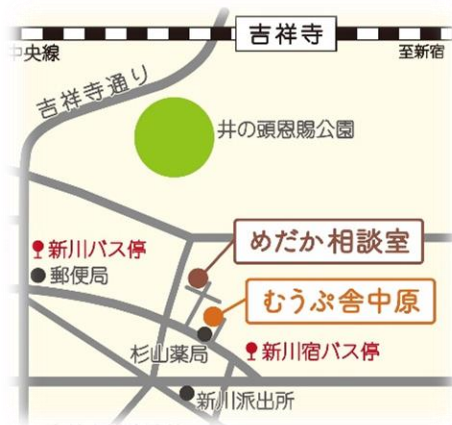 吉祥寺
中央線
至新宿
吉祥寺通り
井の頭恩賜公園
めだか相談室
新川バス停
郵便局
むうぷ舎中原
杉山薬局
新川宿バス停
新川派出所